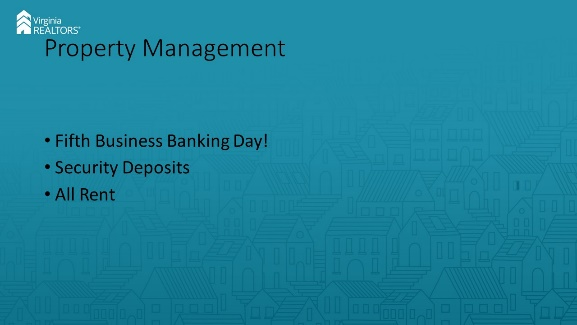 Virginia
REALTORS®
Property Management
• Fifth Business Banking Day!
• Security Deposits
• All Rent